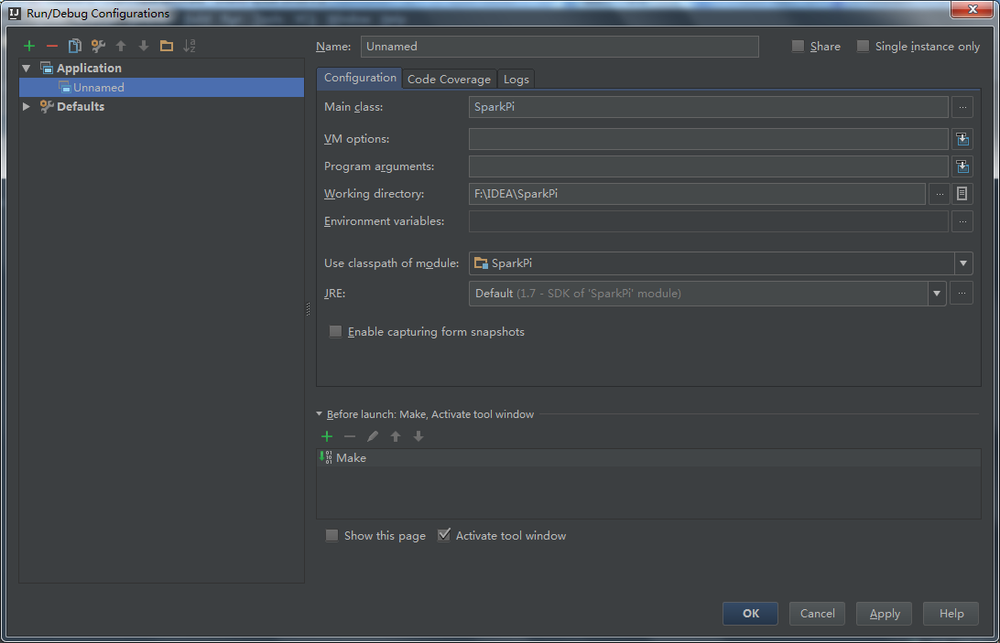 Run/Debug Configurations
Name: Unnamed
Share
Single instance only
Application
Unnamed
Defaults
Configuration
Code Coverage
Logs
Main class: SparkPi
VM options:
Program arguments:
Working directory: F:\IDEA\SparkPi
Environment variables:
Use classpath of module: SparkPi
JRE: Default (1.7 - SDK of 'SparkPi' module)
Enable capturing form snapshots
Before launch: Make, Activate tool window
Make
Show this page
Activate tool window
OK
Cancel
Apply
Help